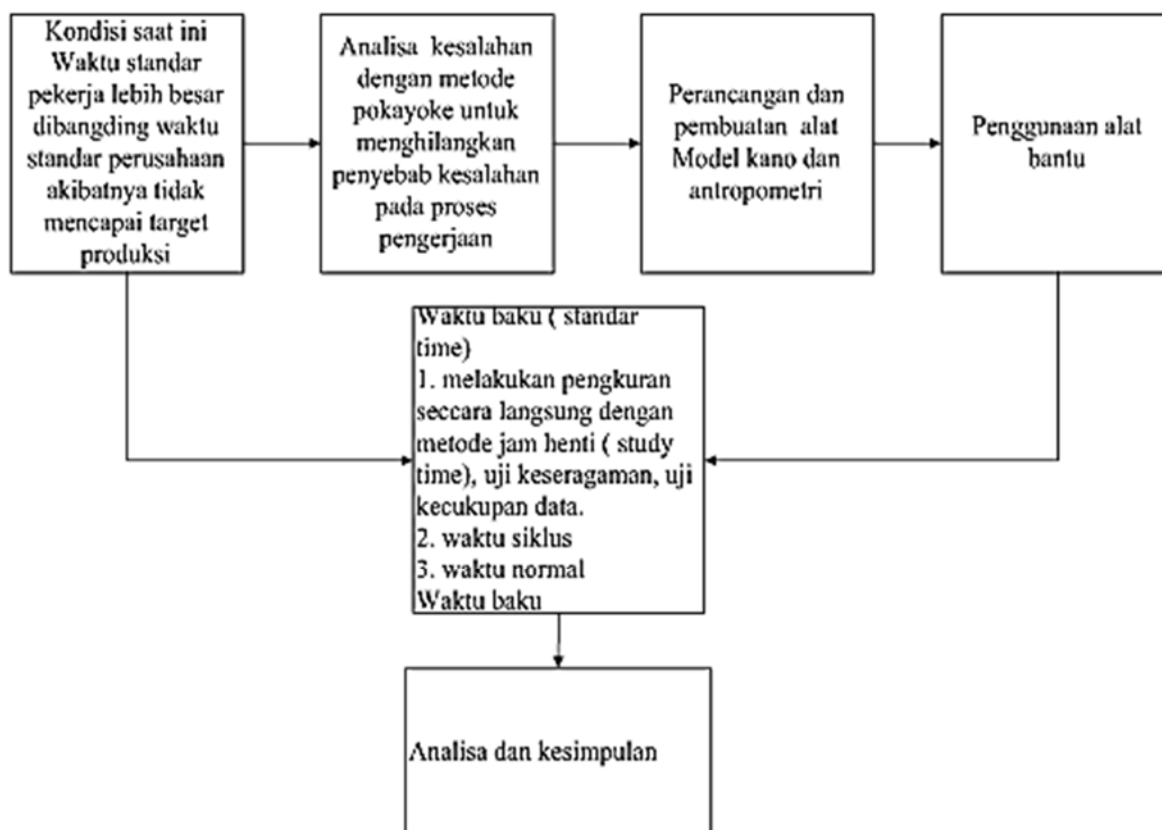 Kondisi saat ini
Waktu standar
pekerja lebih besar
dibangding waktu
standar perusahaan
akibatnya tidak
mencapai target
produksi
Analisa kesalahan
dengan metode
pokayoke untuk
menghilangkan
penyebab kesalahan
pada proses
pengerjaan
Perancangan dan
pembuatan alat
Model kano dan
antropometri
Penggunaan alat
bantu
Waktu baku ( standar
time)
1. melakukan pengkuran
seccara langsung dengan
metode jam henti ( study
time), uji keseragaman, uji
kecukupan data.
2. waktu siklus
3. waktu normal
Waktu baku
Analisa dan kesimpulan